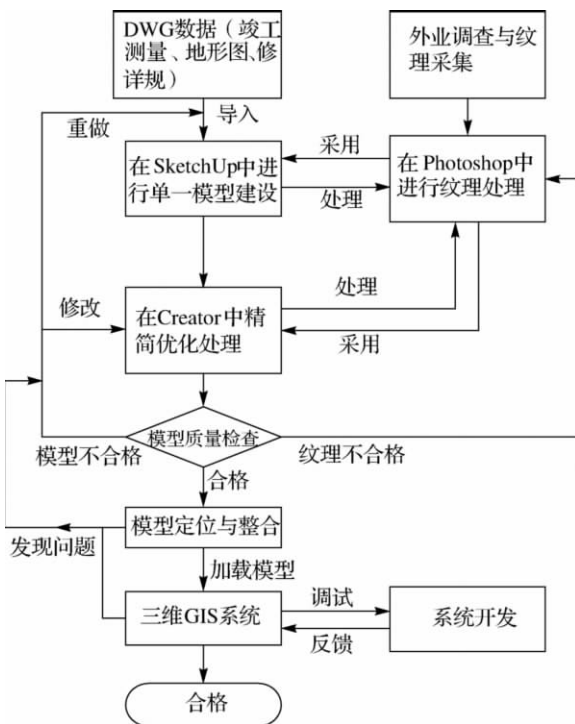 DWG数据（竣工
测量、地形图、修
详规）
外业调查与纹
理采集
重做
导入
采用
在SketchUp中进
行单一模型建设
在Photoshop中
进行纹理处理
处理
处理
修改
在Creator中精
简优化处理
采用
模型质量检查
模型不合格
纹理不合格
合格
模型定位与整合
发现问题
加载模型
三维GIS系统
调试
系统开发
反馈
合格